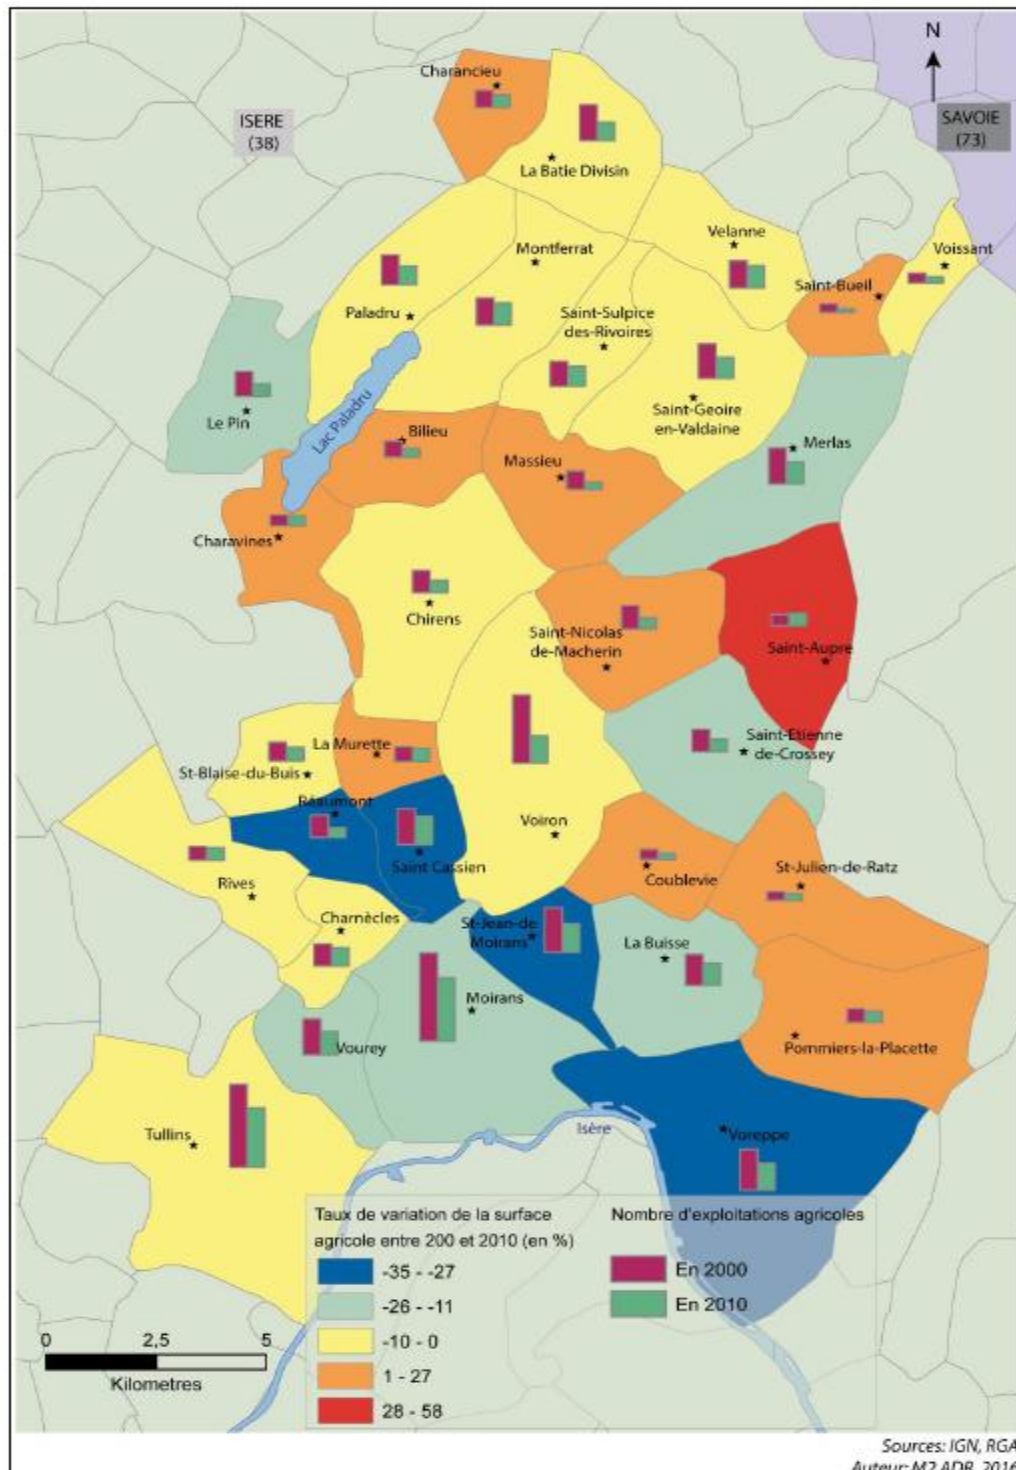 N
Charancieu
ISERE
(38)
SAVOIE
(73)
La Batie Divisin
Velanne
Montferrat
Voissant
Saint-Bueil
Paladru
Saint-Sulpice
des-Rivoires
Lac Paladru
Le Pin
Saint-Geoire
en-Valdaine
Bilieu
Merlas
Massieu
Charavines
Chirens
Saint-Nicolas
de-Macherin
Saint-Aupre
La Murette
Saint-Etienne
de-Crossey
St-Blaise-du-Buis
Réaumont
Voiron
Saint Cassien
St-Julien-de-Ratz
Coublevie
Rives
Charnècles
St-Jean-de
Moirans
La Buisse
Moirans
Vourey
Pommiers-la-Placette
Tullins
Isère
Voreppe
Taux de variation de la surface
agricole entre 200 et 2010 (en %)
-35 - -27
-26 - -11
-10 - 0
1 - 27
28 - 58
Nombre d'exploitations agricoles
En 2000
En 2010
0 2,5 5
Kilometres
Sources: IGN, RGA
Auteur: M2 ADR, 2016